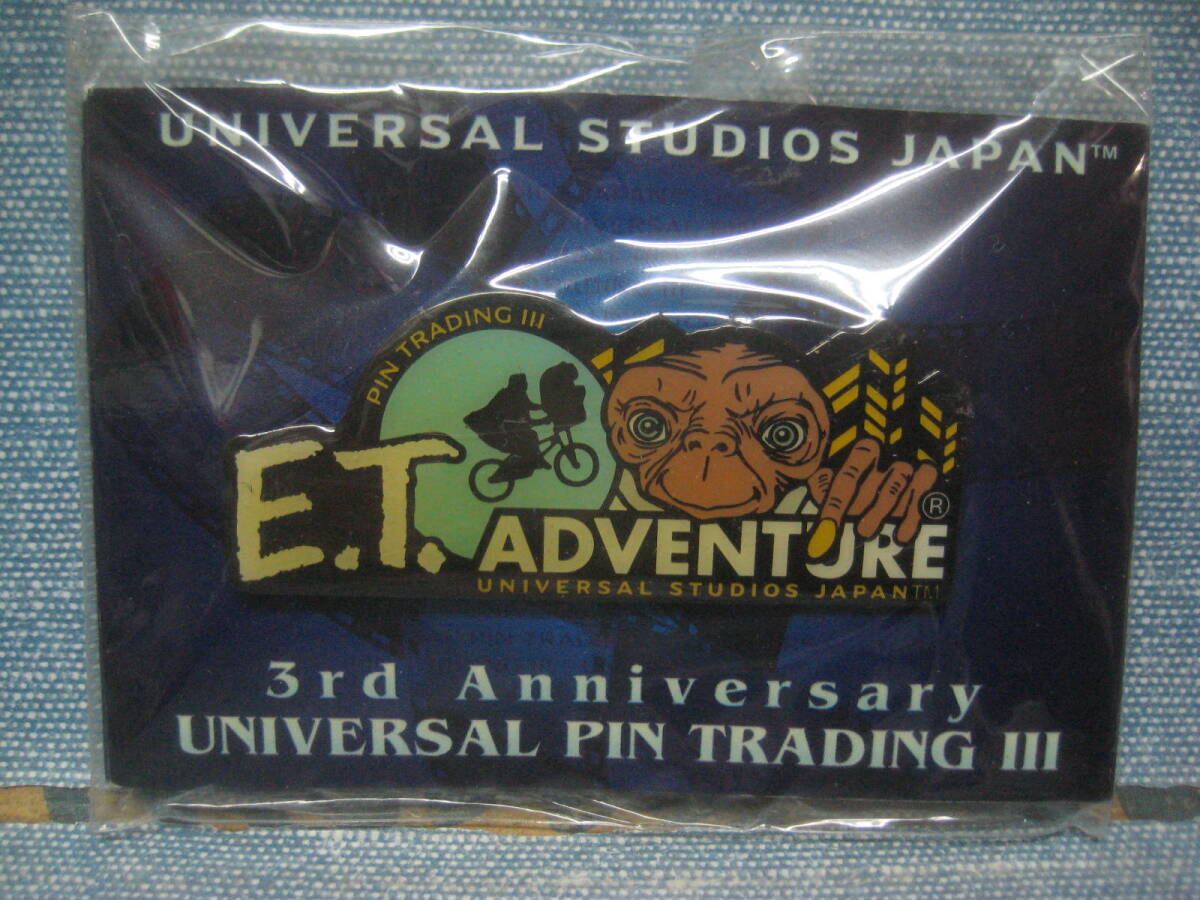 UNIVERSAL STUDIOS JAPAN™
PIN TRADING III
E.T.
ADVENTURE®
UNIVERSAL STUDIOS JAPAN™
3rd Anniversary
UNIVERSAL PIN TRADING III